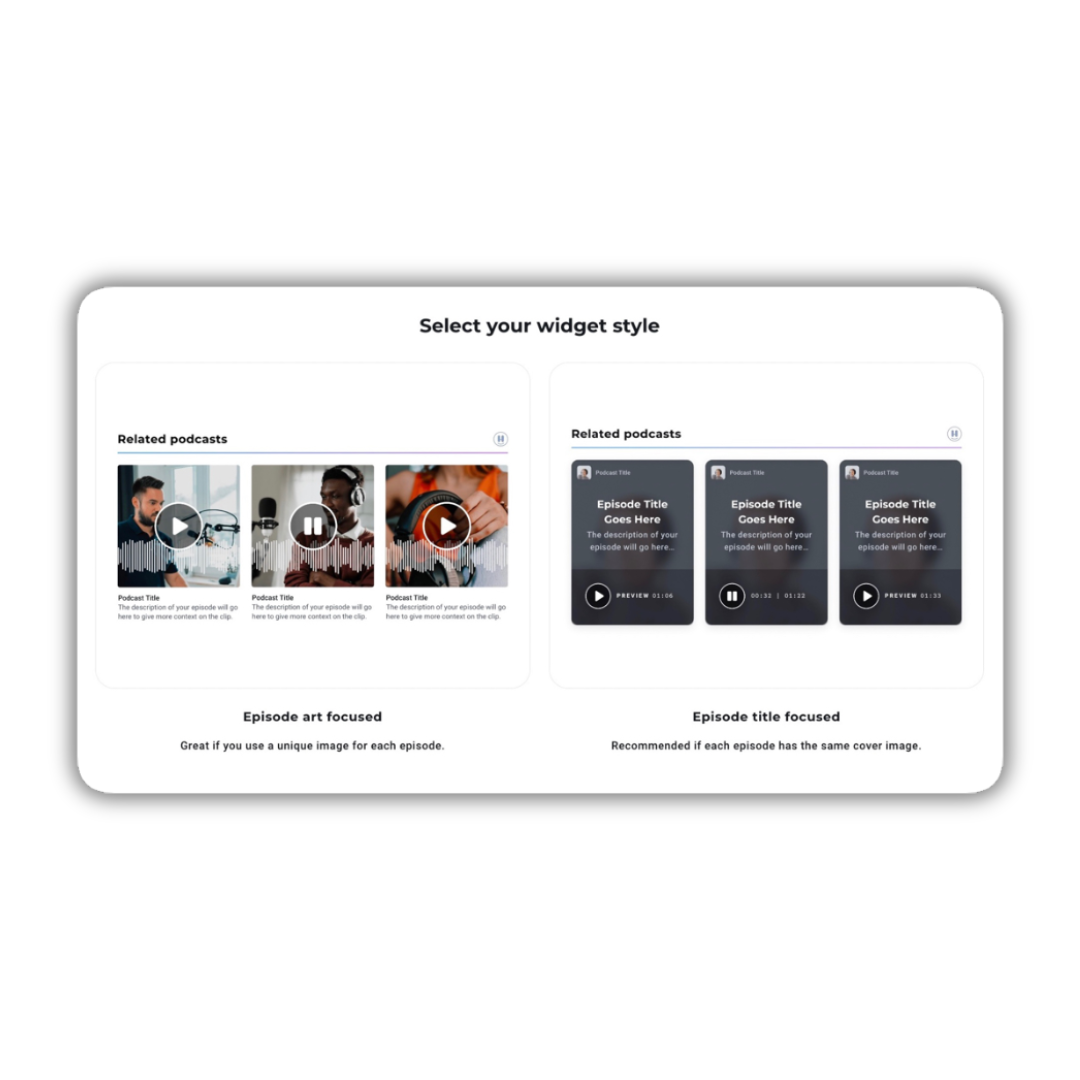 Select your widget style
Related podcasts
Podcast Title
The description of your episode will go
here to give more context on the clip.
Podcast Title
The description of your episode will go
here to give more context on the clip.
Podcast Title
The description of your episode will go
here to give more context on the clip.
Episode art focused
Great if you use a unique image for each episode.
Related podcasts
Podcast Title
Episode Title
Goes Here
The description of your
episode will go here...
PREVIEW 01:06
Podcast Title
Episode Title
Goes Here
The description of your
episode will go here...
00:32 | 01:22
Podcast Title
Episode Title
Goes Here
The description of your
episode will go here...
PREVIEW 01:33
Episode title focused
Recommended if each episode has the same cover image.